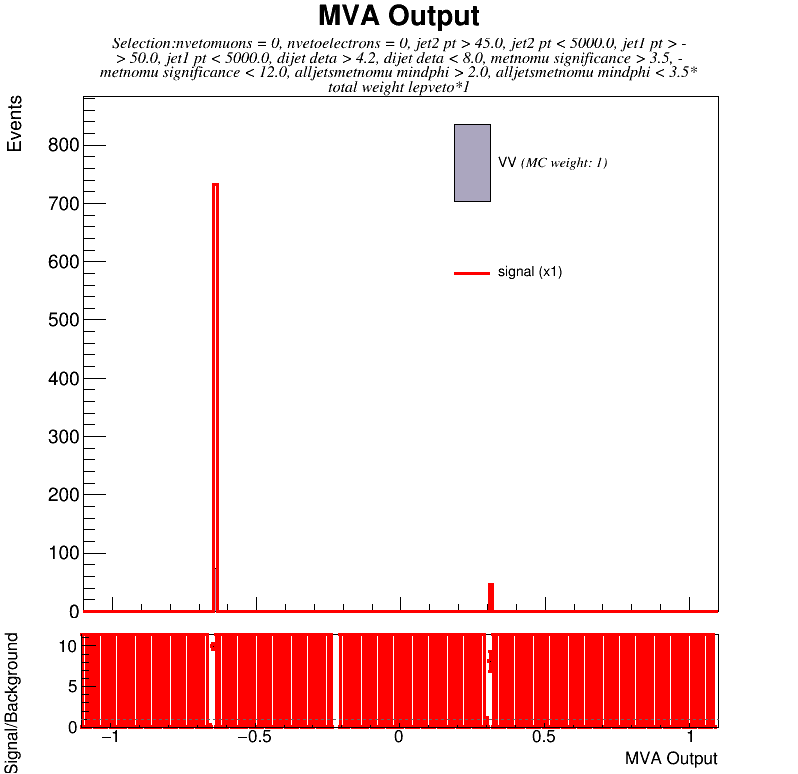 MVA Output
Selection:nvetomuons = 0, nvetoelectrons = 0, jet2 pt > 45.0, jet2 pt < 5000.0, jet1 pt > -
> 50.0, jet1 pt < 5000.0, dijet deta > 4.2, dijet deta < 8.0, metnomu significance > 3.5, -
metnomu significance < 12.0, alljetsmetnomu mindphi > 2.0, alljetsmetnomu mindphi < 3.5*
total weight lepveto*1
Events
800
700
600
500
400
300
200
100
0
VV (MC weight: 1)
signal (x1)
Signal/Background
10
5
0
−1
−0.5
0
0.5
1
MVA Output